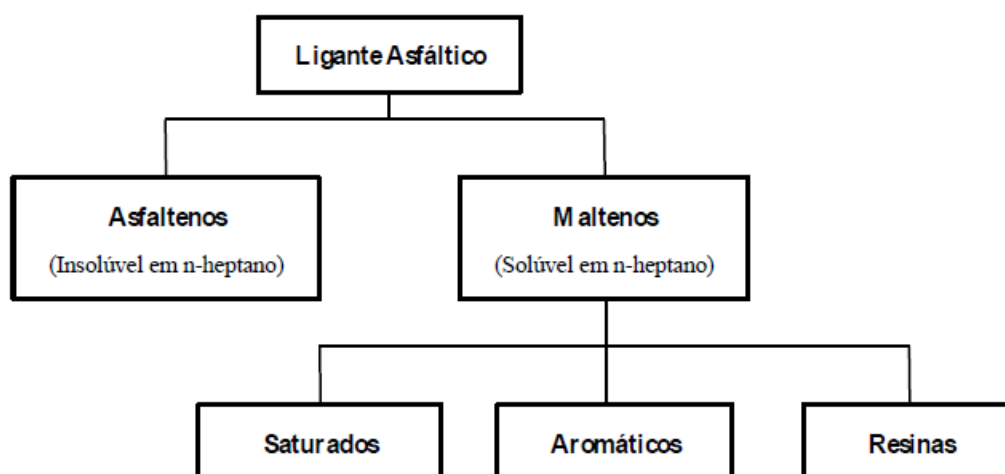 Ligante Asfáltico
Asfaltenos
(Insolúvel em n-heptano)
Maltenos
(Solúvel em n-heptano)
Saturados
Aromáticos
Resinas